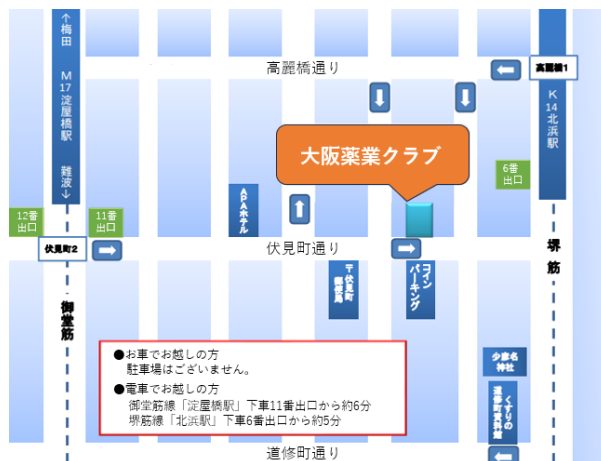 ↑梅田
M17淀屋橋駅
難波↓
高麗橋通り
高麗橋1
K14北浜駅
大阪薬業クラブ
6番
出口
APAホテル
12番
出口
11番
出口
伏見町2
伏見町通り
堺筋
御堂筋
〒伏見町
郵便局
コイン
パーキング
●お車でお越しの方
駐車場はございません。
●電車でお越しの方
御堂筋線「淀屋橋駅」下車11番出口から約6分
堺筋線「北浜駅」下車6番出口から約5分
少彦名
神社
くすりの
道修町資料館
道修町通り